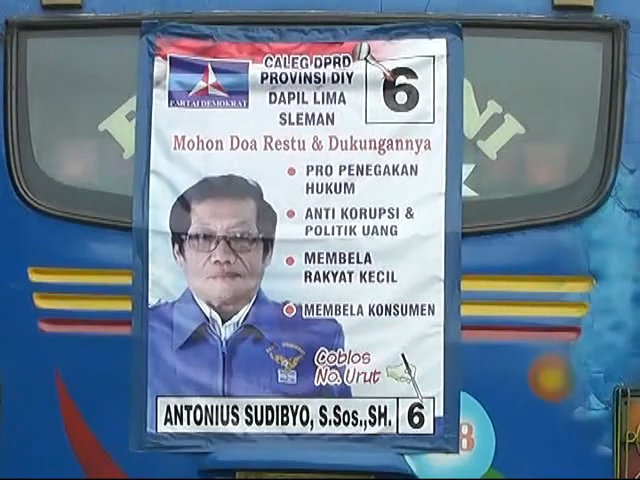 PARTAI DEMOKRAT
CALEG DPRD
PROVINSI DIY
DAPIL LIMA
SLEMAN
6
Mohon Doa Restu & Dukungannya
PRO PENEGAKAN
HUKUM
ANTI KORUPSI &
POLITIK UANG
MEMBELA
RAKYAT KECIL
MEMBELA KONSUMEN
Coblos
No. Urut
ANTONIUS SUDIBYO, S.Sos.,SH. 6
8